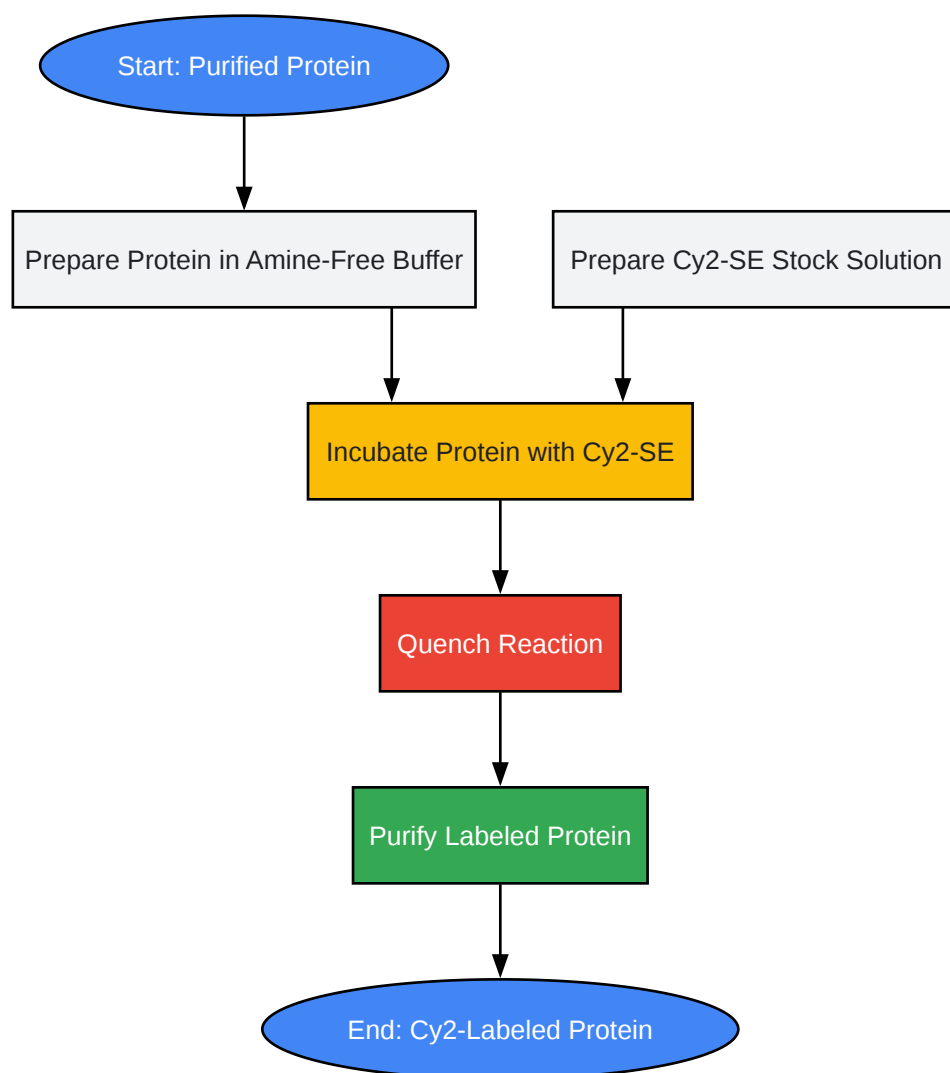 Start: Purified Protein
Prepare Protein in Amine-Free Buffer
Prepare Cy2-SE Stock Solution
Incubate Protein with Cy2-SE
Quench Reaction
Purify Labeled Protein
End: Cy2-Labeled Protein